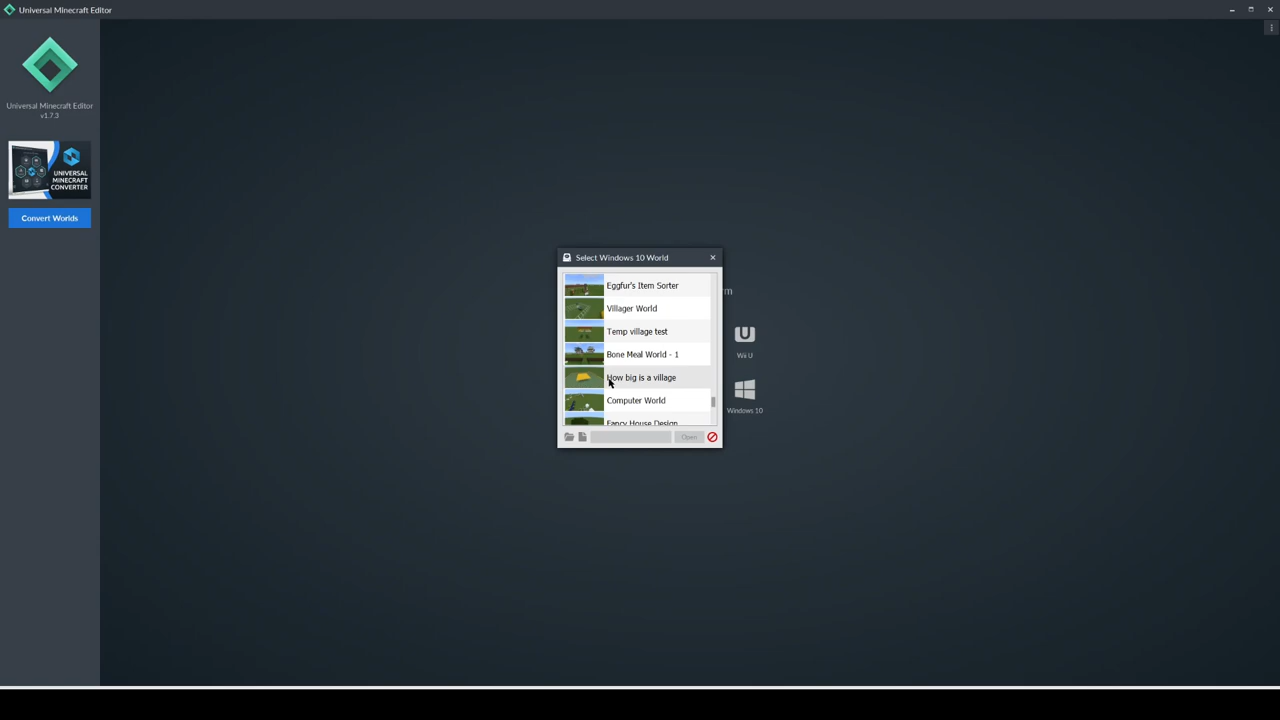 Universal Minecraft Editor
Universal Minecraft Editor
v1.7.3
UNIVERSAL
MINECRAFT
CONVERTER
Convert Worlds
Select Windows 10 World
Eggfur's Item Sorter
Villager World
Temp village test
Bone Meal World - 1
How big is a village
Computer World
Fancy House Design
Open
rm
Wii U
Windows 10